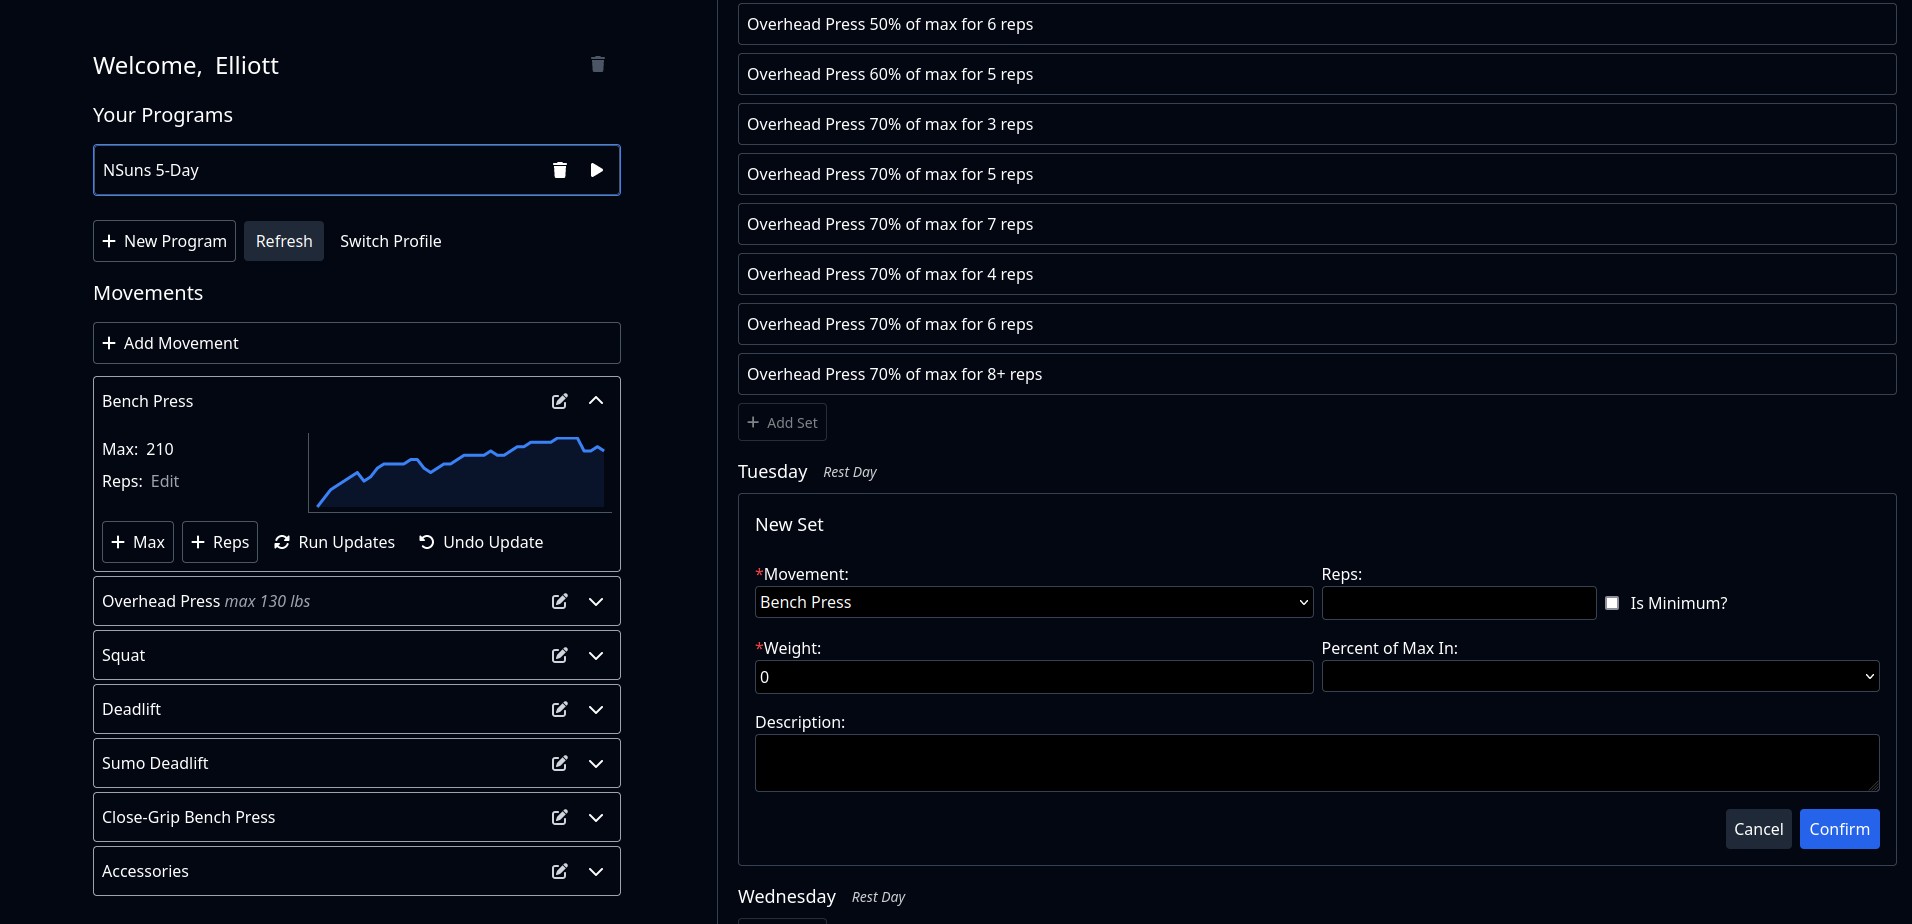 Welcome, Elliott
Your Programs
NSuns 5-Day
New Program
Refresh
Switch Profile
Movements
Add Movement
Bench Press
Max: 210
Reps: Edit
Max
Reps
Run Updates
Undo Update
Overhead Press max 130 lbs
Squat
Deadlift
Sumo Deadlift
Close-Grip Bench Press
Accessories
Overhead Press 50% of max for 6 reps
Overhead Press 60% of max for 5 reps
Overhead Press 70% of max for 3 reps
Overhead Press 70% of max for 5 reps
Overhead Press 70% of max for 7 reps
Overhead Press 70% of max for 4 reps
Overhead Press 70% of max for 6 reps
Overhead Press 70% of max for 8+ reps
Add Set
Tuesday Rest Day
New Set
*Movement:
Bench Press
Reps:
Is Minimum?
*Weight:
0
Percent of Max In:
Description:
Cancel
Confirm
Wednesday Rest Day